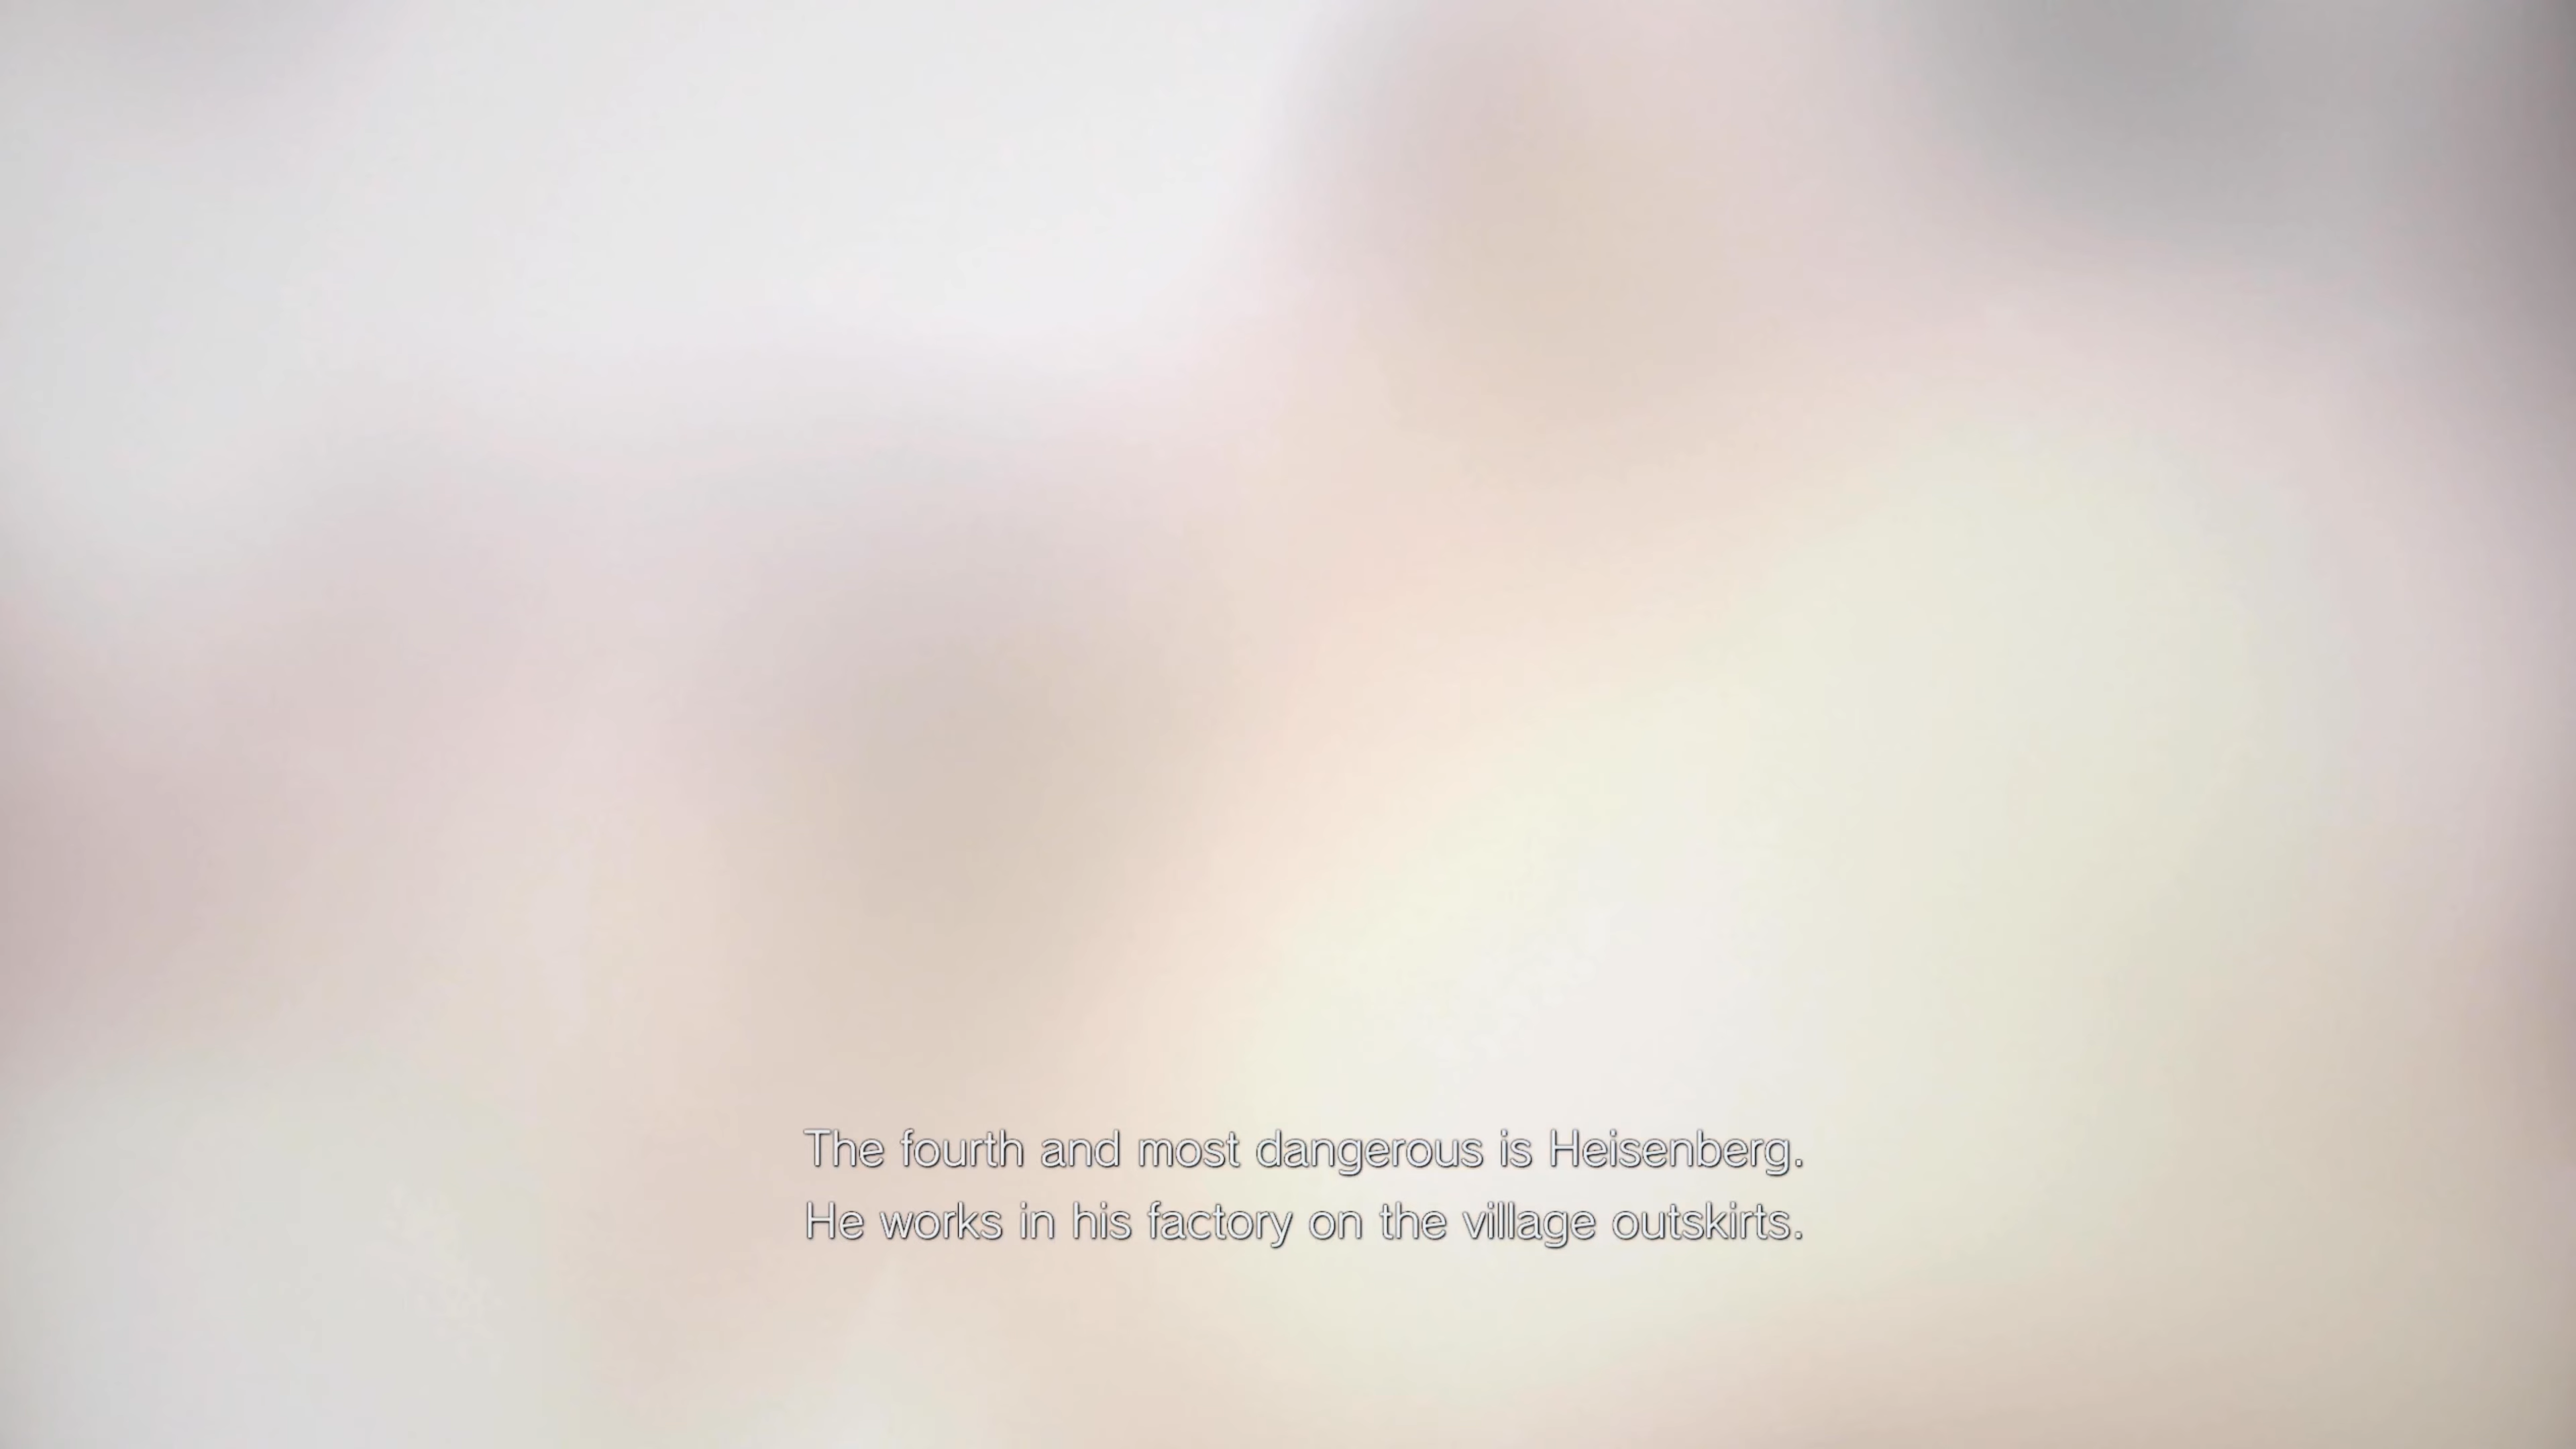 The fourth and most dangerous is Heisenberg.
He works in his factory on the village outskirts.